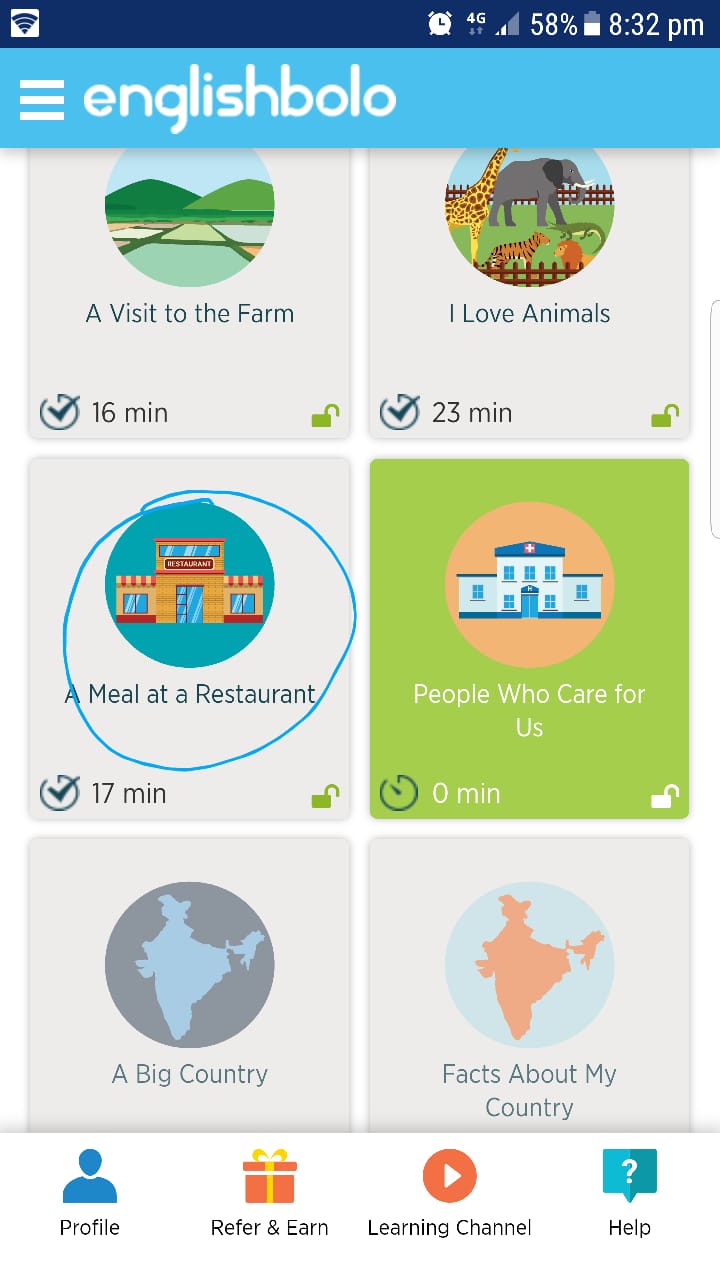 4G 58% 8:32 pm
englishbolo
A Visit to the Farm
I Love Animals
16 min
23 min
RESTAURANT
H
A Meal at a Restaurant
People Who Care for
Us
17 min
0 min
A Big Country
Facts About My
Country
Profile
Refer & Earn
Learning Channel
?
Help